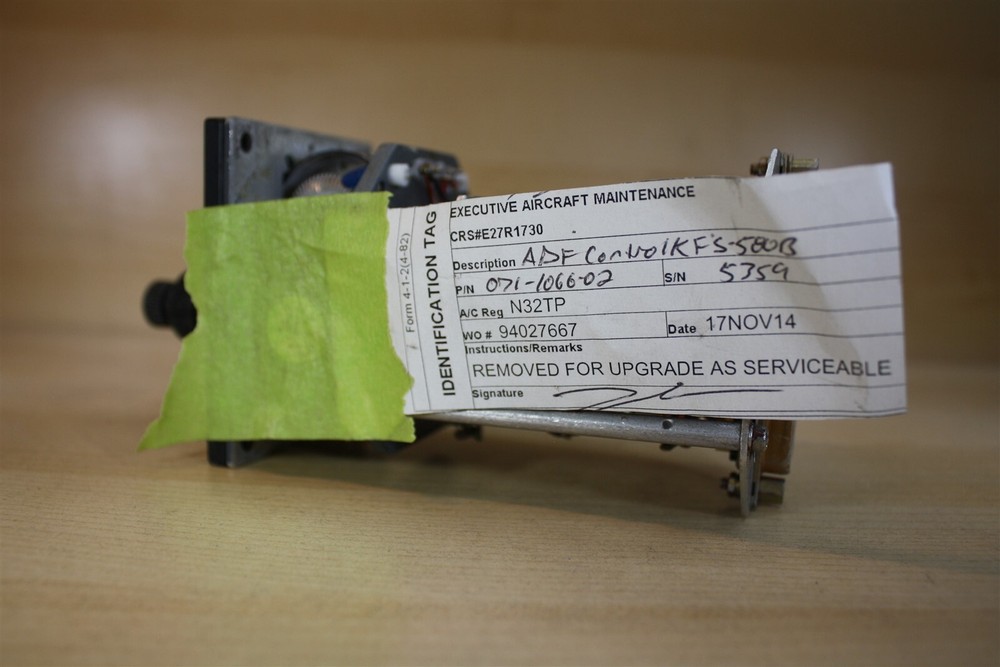 Form 4-1-2(4-82)
IDENTIFICATION TAG
EXECUTIVE AIRCRAFT MAINTENANCE
CRS#E27R1730
Description ADF Control KFS-580B
P/N 071-1066-02 S/N 5359
A/C Reg N32TP
WO # 94027667 Date 17NOV14
Instructions/Remarks
REMOVED FOR UPGRADE AS SERVICEABLE
Signature